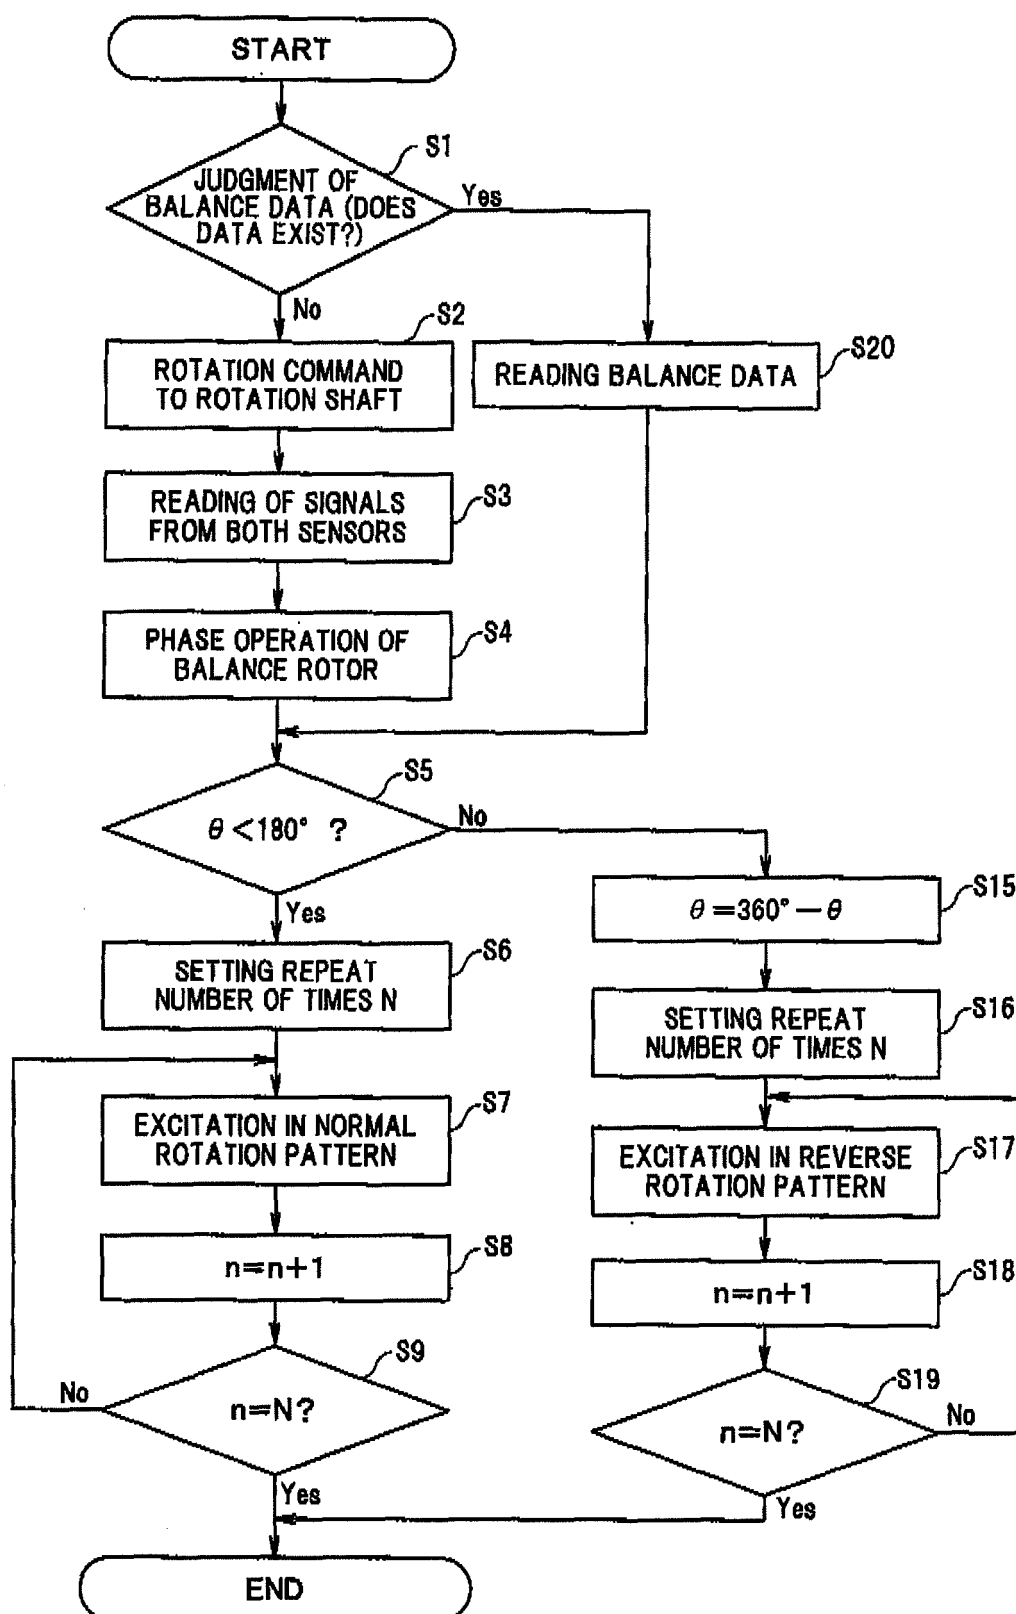 START
S1
JUDGMENT OF
BALANCE DATA (DOES
DATA EXIST?)
Yes
No
S2
ROTATION COMMAND
TO ROTATION SHAFT
S20
READING BALANCE DATA
S3
READING OF SIGNALS
FROM BOTH SENSORS
S4
PHASE OPERATION OF
BALANCE ROTOR
S5
θ<180° ?
No
Yes
S15
θ=360°−θ
S6
SETTING REPEAT
NUMBER OF TIMES N
S16
SETTING REPEAT
NUMBER OF TIMES N
S7
EXCITATION IN NORMAL
ROTATION PATTERN
S17
EXCITATION IN REVERSE
ROTATION PATTERN
S8
n=n+1
S18
n=n+1
S9
n=N?
No
Yes
S19
n=N?
No
Yes
END